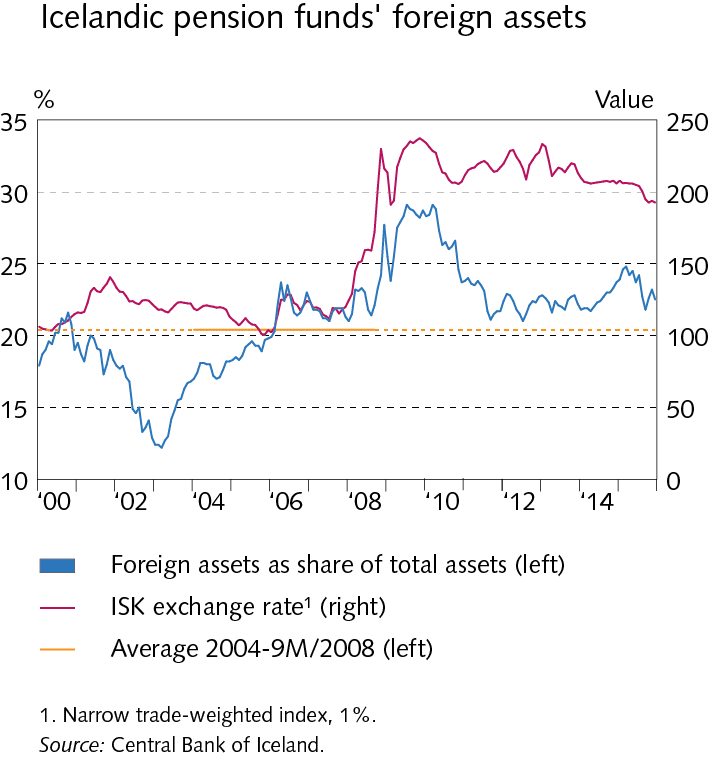 Icelandic pension funds' foreign assets
% Value
35 250
30 200
25 150
20 100
15 50
10 0
'00 '02 '04 '06 '08 '10 '12 '14
Foreign assets as share of total assets (left)
ISK exchange rate¹ (right)
Average 2004-9M/2008 (left)
1. Narrow trade-weighted index, 1%.
Source: Central Bank of Iceland.